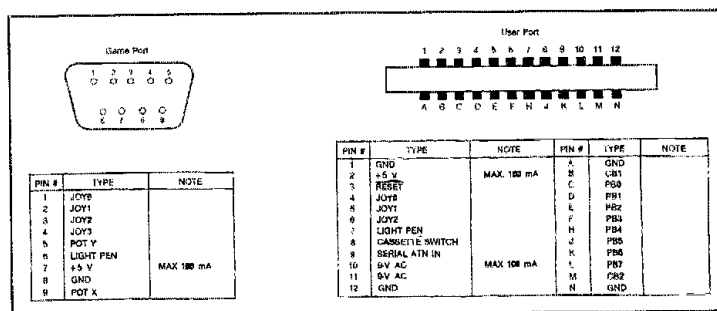 Game Port
1 2 3 4 5
6 7 8 9
PIN # TYPE NOTE
1 JOY0
2 JOY1
3 JOY2
4 JOY3
5 POT Y
6 LIGHT PEN
7 +5 V MAX 100 mA
8 GND
9 POT X
User Port
1 2 3 4 5 6 7 8 9 10 11 12
A B C D E F H J K L M N
PIN # TYPE NOTE PIN # TYPE NOTE
1 GND A GND
2 +5 V MAX. 100 mA B CB1
3 RESET C PB0
4 JOY0 D PB1
5 JOY1 E PB2
6 JOY2 F PB3
7 LIGHT PEN H PB4
8 CASSETTE SWITCH J PB5
9 SERIAL ATN IN K PB6
10 9-V AC MAX 100 mA L PB7
11 9-V AC M CB2
12 GND N GND